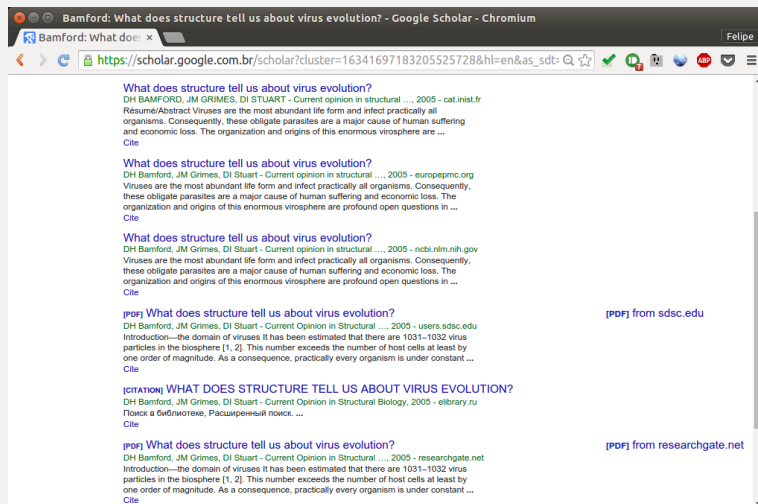 Bamford: What does structure tell us about virus evolution? - Google Scholar - Chromium
Bamford: What does
Felipe
https://scholar.google.com.br/scholar?cluster=16341697183205525728&hl=en&as_sdt=
7
ABP
What does structure tell us about virus evolution?
DH BAMFORD, JM GRIMES, DI STUART - Current opinion in structural …, 2005 - cat.inist.fr
Résumé/Abstract Viruses are the most abundant life form and infect practically all
organisms. Consequently, these obligate parasites are a major cause of human suffering
and economic loss. The organization and origins of this enormous virosphere are ...
Cite
What does structure tell us about virus evolution?
DH Bamford, JM Grimes, DI Stuart - Current opinion in structural …, 2005 - europepmc.org
Viruses are the most abundant life form and infect practically all organisms. Consequently,
these obligate parasites are a major cause of human suffering and economic loss. The
organization and origins of this enormous virosphere are profound open questions in ...
Cite
What does structure tell us about virus evolution?
DH Bamford, JM Grimes, DI Stuart - Current opinion in structural …, 2005 - ncbi.nlm.nih.gov
Viruses are the most abundant life form and infect practically all organisms. Consequently,
these obligate parasites are a major cause of human suffering and economic loss. The
organization and origins of this enormous virosphere are profound open questions in ...
Cite
[PDF] What does structure tell us about virus evolution?
[PDF] from sdsc.edu
DH Bamford, JM Grimes, DI Stuart - Current Opinion in Structural …, 2005 - users.sdsc.edu
Introduction—the domain of viruses It has been estimated that there are 1031–1032 virus
particles in the biosphere [1, 2]. This number exceeds the number of host cells at least by
one order of magnitude. As a consequence, practically every organism is under constant ...
Cite
[CITATION] WHAT DOES STRUCTURE TELL US ABOUT VIRUS EVOLUTION?
DH Bamford, JM Grimes, DI Stuart - Current Opinion in Structural Biology, 2005 - elibrary.ru
Поиск в библиотеке, Расширенный поиск. ...
Cite
[PDF] What does structure tell us about virus evolution?
[PDF] from researchgate.net
DH Bamford, JM Grimes, DI Stuart - Current Opinion in Structural …, 2005 - researchgate.net
Introduction—the domain of viruses It has been estimated that there are 1031–1032 virus
particles in the biosphere [1, 2]. This number exceeds the number of host cells at least by
one order of magnitude. As a consequence, practically every organism is under constant ...
Cite